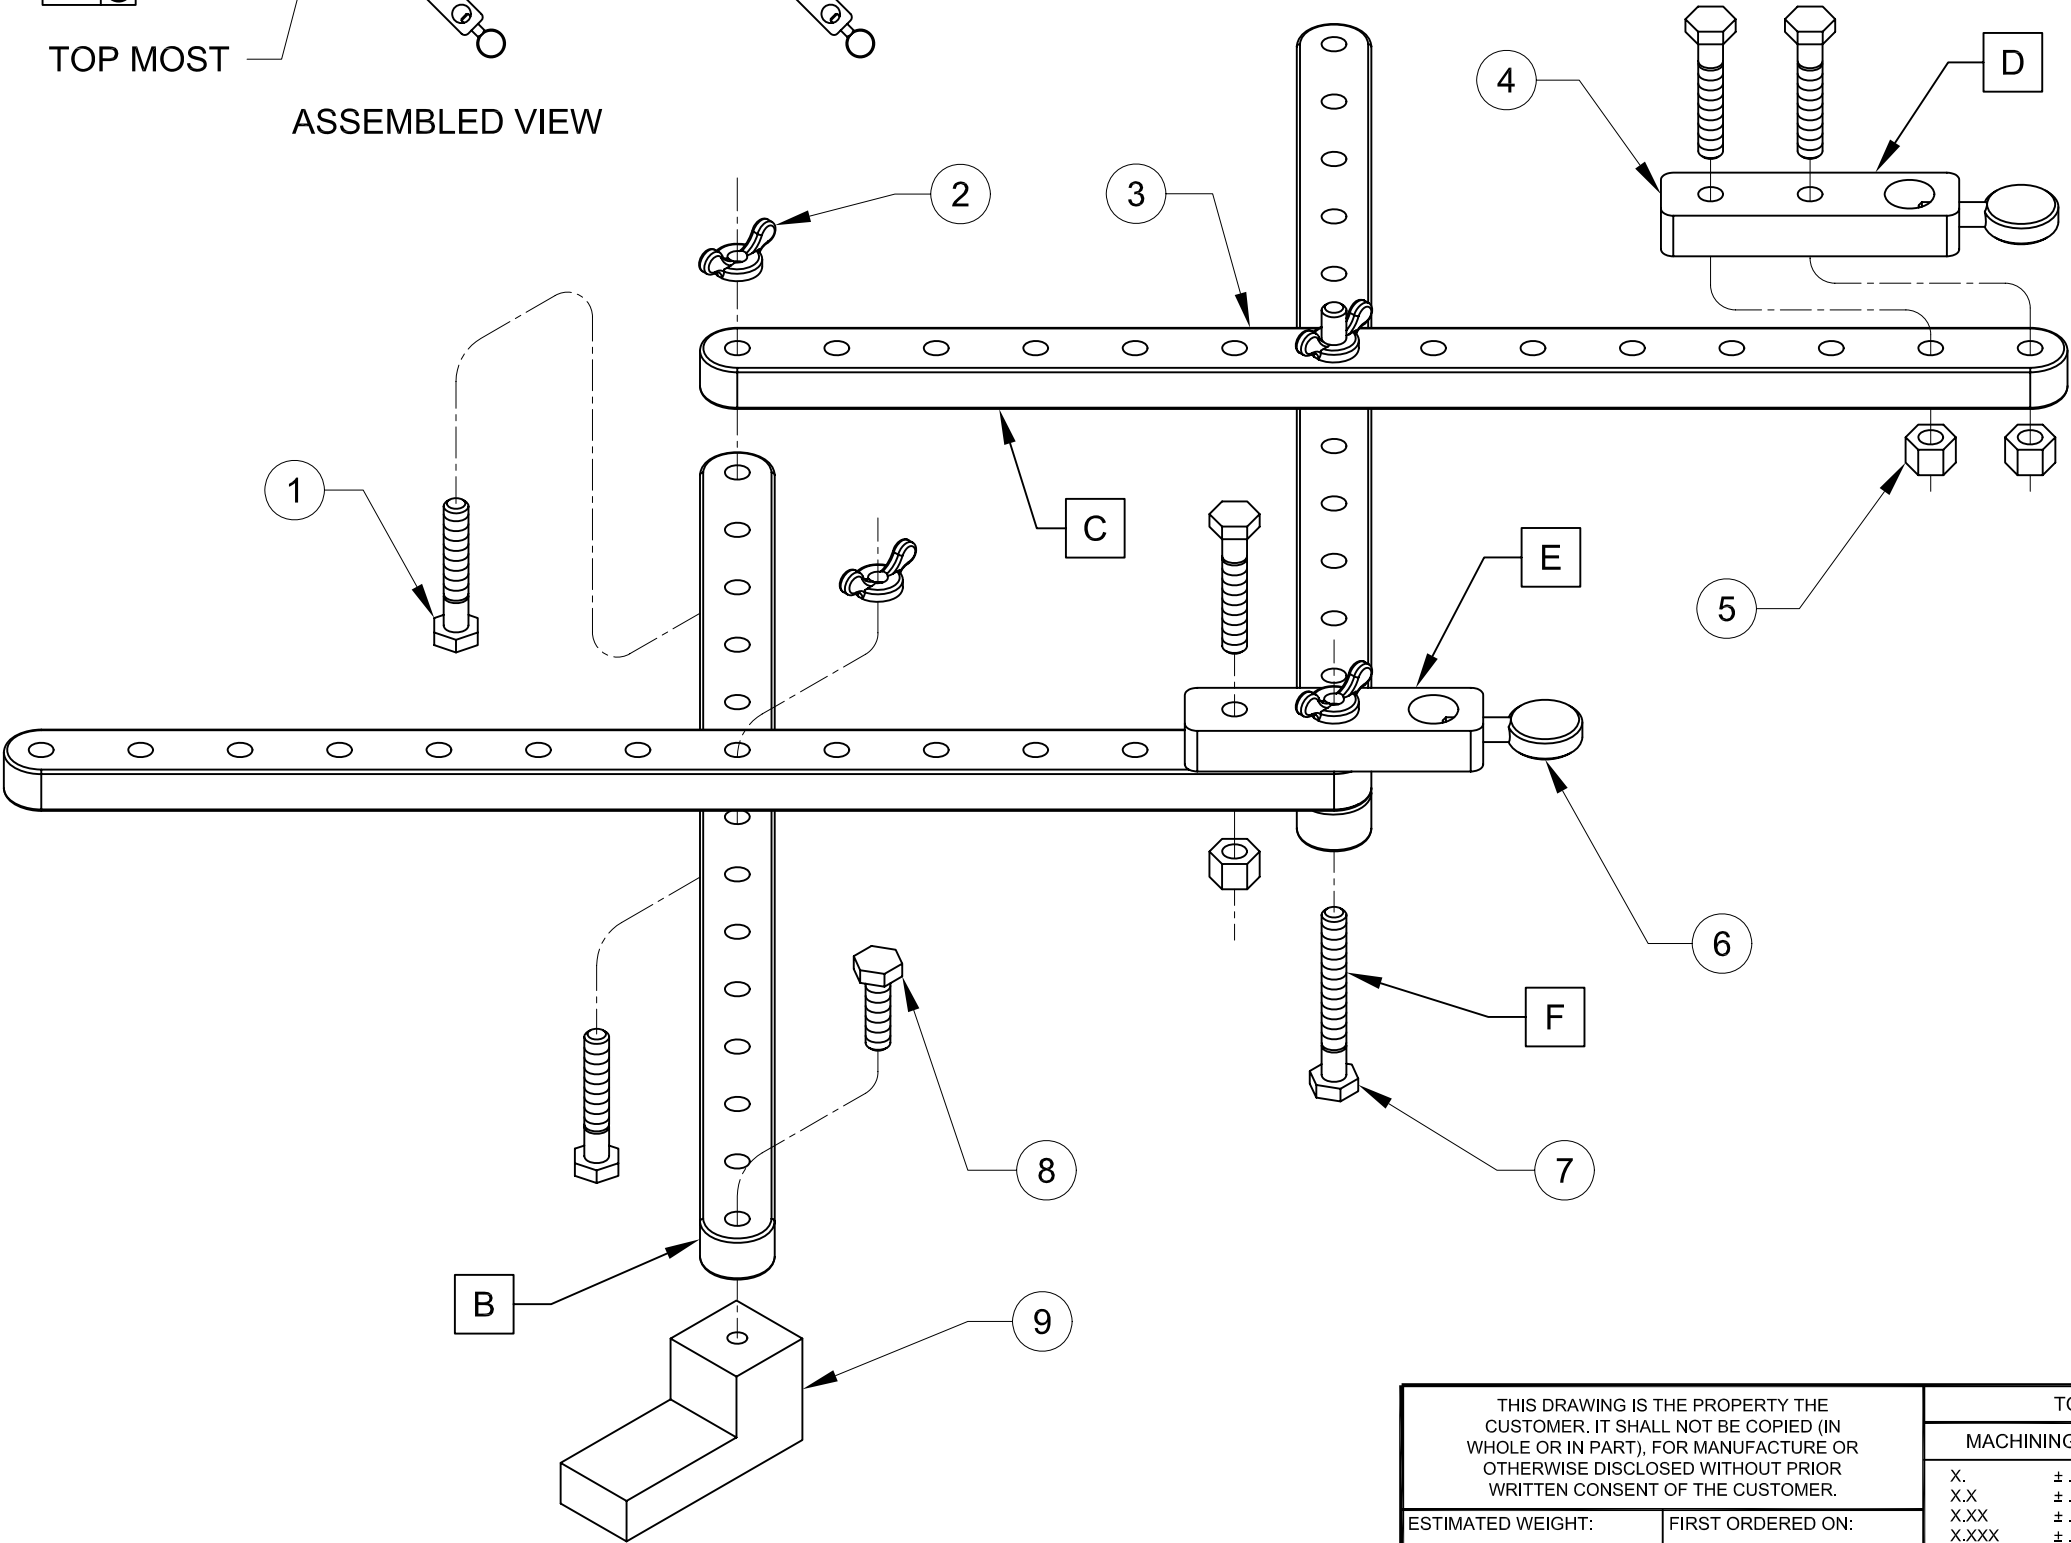 TOP MOST
ASSEMBLED VIEW
4
D
2
3
1
C
E
5
6
F
8
7
B
9
THIS DRAWING IS THE PROPERTY THE
CUSTOMER. IT SHALL NOT BE COPIED (IN
WHOLE OR IN PART), FOR MANUFACTURE OR
OTHERWISE DISCLOSED WITHOUT PRIOR
WRITTEN CONSENT OF THE CUSTOMER.
ESTIMATED WEIGHT:
FIRST ORDERED ON:
MACHINING
X. ± .
X.X ± .
X.XX ± .
X.XXX ± .